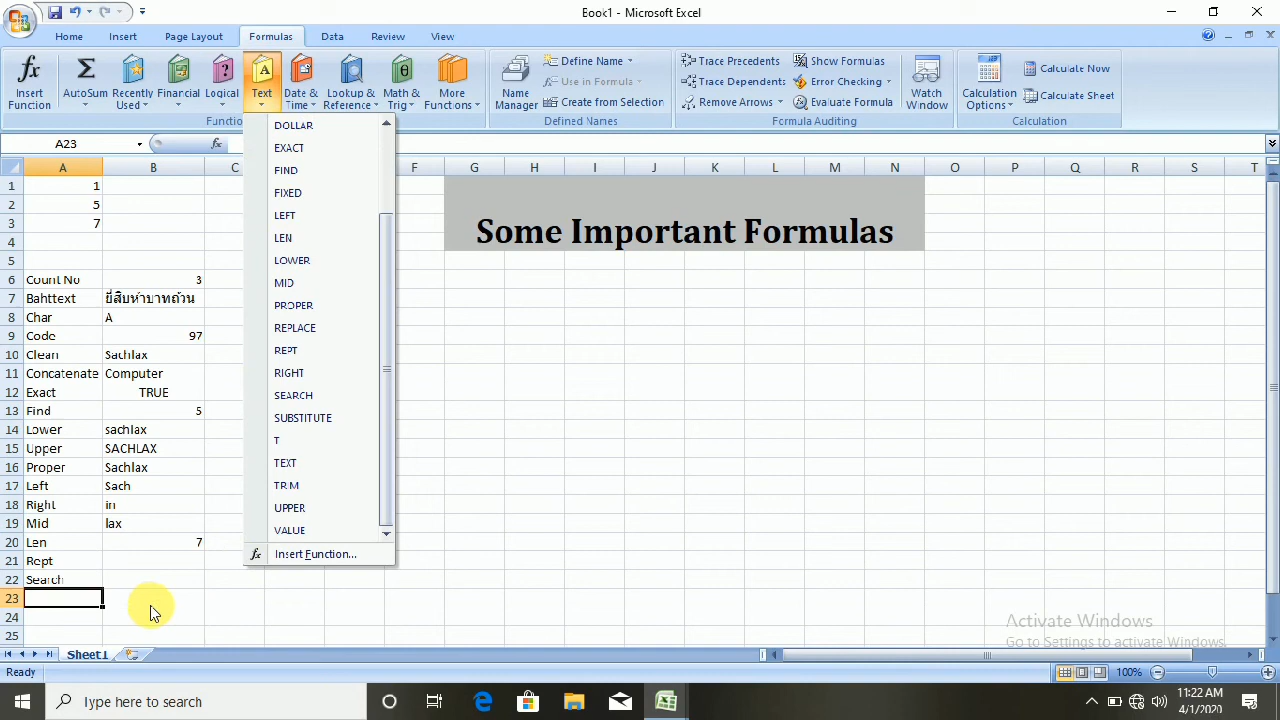 Book1 - Microsoft Excel
Home Insert Page Layout Formulas Data Review View
Insert Function
AutoSum
Recently Used
Financial
Logical
Text
Date & Time
Lookup & Reference
Math & Trig
More Functions
Name Manager
Define Name
Use in Formula
Create from Selection
Defined Names
Trace Precedents
Trace Dependents
Remove Arrows
Show Formulas
Error Checking
Evaluate Formula
Formula Auditing
Watch Window
Calculation Options
Calculate Now
Calculate Sheet
Calculation
A23
fx
A B C F G H I J K L M N O P Q R S T
1 1
2 5
3 7
Some Important Formulas
4
5
6 Count No 3
7 Bahttext ยี่สิบห้าบาทถ้วน
8 Char A
9 Code 97
10 Clean Sachlax
11 Concatenate Computer
12 Exact TRUE
13 Find 5
14 Lower sachlax
15 Upper SACHLAX
16 Proper Sachlax
17 Left Sach
18 Right in
19 Mid lax
20 Len 7
21 Rept
22 Search
23
24
25
DOLLAR
EXACT
FIND
FIXED
LEFT
LEN
LOWER
MID
PROPER
REPLACE
REPT
RIGHT
SEARCH
SUBSTITUTE
T
TEXT
TRIM
UPPER
VALUE
fx Insert Function...
Activate Windows
Go to Settings to activate Windows.
Sheet1
Ready
100%
Type here to search
11:22 AM
4/1/2020